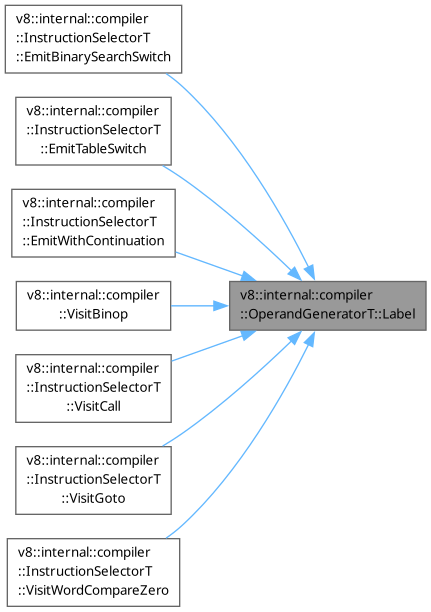 v8::internal::compiler
::InstructionSelectorT
::EmitBinarySearchSwitch
v8::internal::compiler
::InstructionSelectorT
::EmitTableSwitch
v8::internal::compiler
::InstructionSelectorT
::EmitWithContinuation
v8::internal::compiler
::VisitBinop
v8::internal::compiler
::InstructionSelectorT
::VisitCall
v8::internal::compiler
::InstructionSelectorT
::VisitGoto
v8::internal::compiler
::InstructionSelectorT
::VisitWordCompareZero
v8::internal::compiler
::OperandGeneratorT::Label